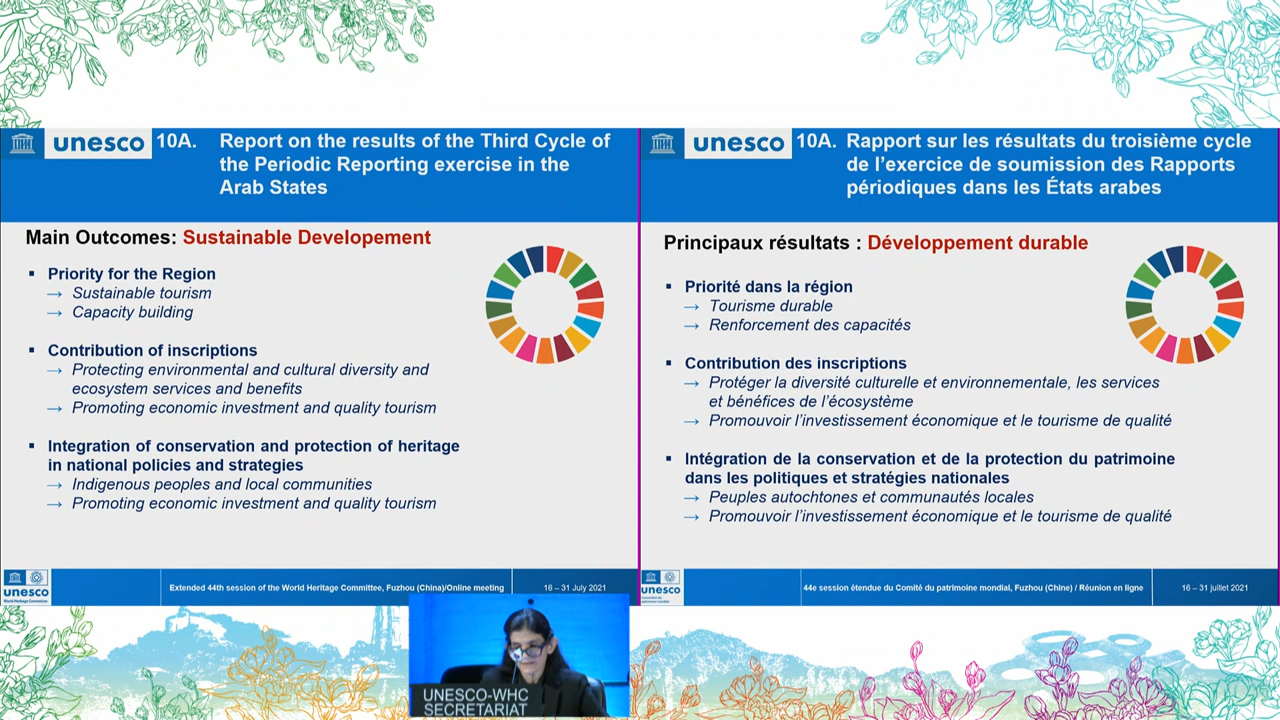 unesco
10A. Report on the results of the Third Cycle of
the Periodic Reporting exercise in the
Arab States
Main Outcomes: Sustainable Developement
▪ Priority for the Region
→ Sustainable tourism
→ Capacity building
▪ Contribution of inscriptions
→ Protecting environmental and cultural diversity and
ecosystem services and benefits
→ Promoting economic investment and quality tourism
▪ Integration of conservation and protection of heritage
in national policies and strategies
→ Indigenous peoples and local communities
→ Promoting economic investment and quality tourism
unesco
World Heritage Convention
Extended 44th session of the World Heritage Committee, Fuzhou (China)/Online meeting
16 – 31 July 2021
unesco
10A. Rapport sur les résultats du troisième cycle
de l'exercice de soumission des Rapports
périodiques dans les États arabes
Principaux résultats : Développement durable
▪ Priorité dans la région
→ Tourisme durable
→ Renforcement des capacités
▪ Contribution des inscriptions
→ Protéger la diversité culturelle et environnementale, les services
et bénéfices de l'écosystème
→ Promouvoir l'investissement économique et le tourisme de qualité
▪ Intégration de la conservation et de la protection du patrimoine
dans les politiques et stratégies nationales
→ Peuples autochtones et communautés locales
→ Promouvoir l'investissement économique et le tourisme de qualité
unesco
44e session étendue du Comité du patrimoine mondial, Fuzhou (Chine) / Réunion en ligne
16 – 31 juillet 2021
UNESCO-WHC
SECRETARIAT